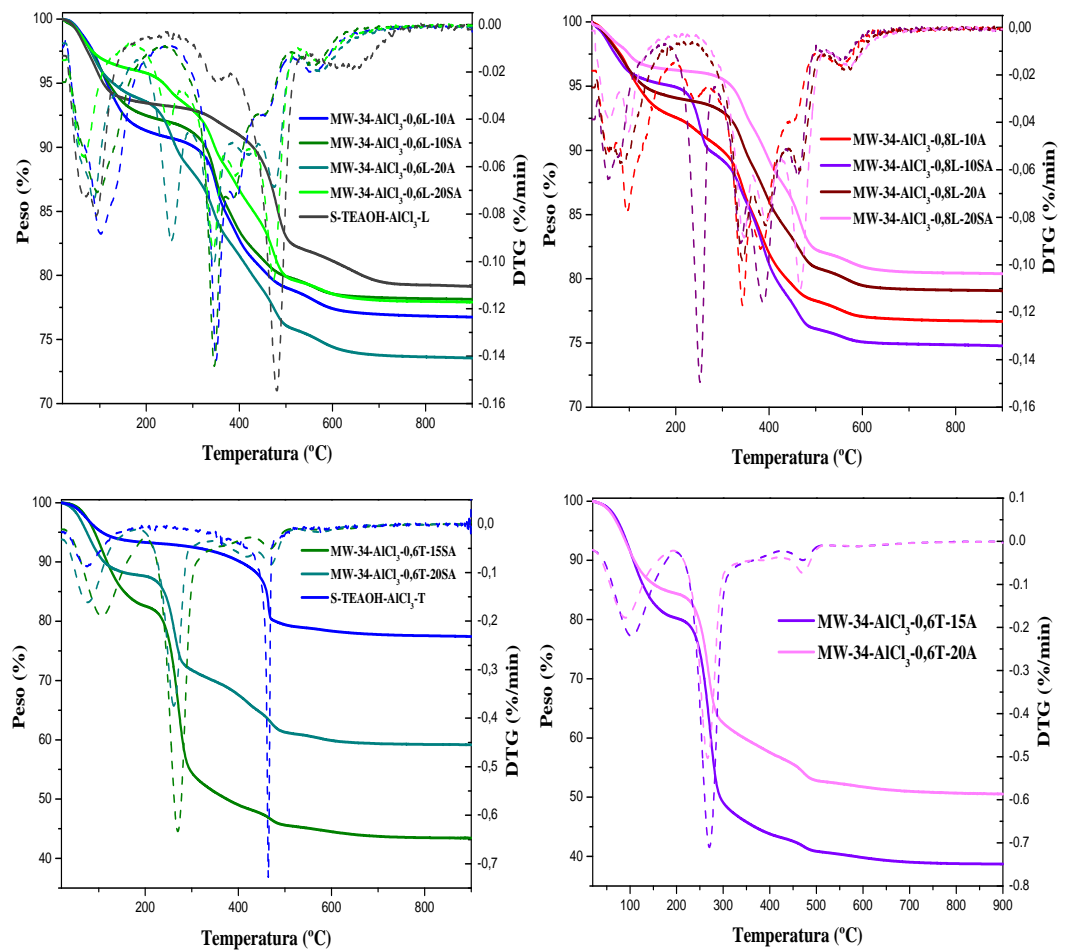 100
95
90
85
80
75
70
Peso (%)
200 400 600 800
Temperatura (ºC)
0.00
-0.02
-0.04
-0.06
-0.08
-0.10
-0.12
-0.14
-0.16
DTG (%/min)
MW-34-AlCl3-0,6L-10A
MW-34-AlCl3-0,6L-10SA
MW-34-AlCl3-0,6L-20A
MW-34-AlCl3-0,6L-20SA
S-TEAOH-AlCl3-L
100
95
90
85
80
75
70
Peso (%)
200 400 600 800
Temperatura (ºC)
0,00
-0,02
-0,04
-0,06
-0,08
-0,10
-0,12
-0,14
-0,16
DTG (%/min)
MW-34-AlCl3-0,8L-10A
MW-34-AlCl3-0,8L-10SA
MW-34-AlCl3-0,8L-20A
MW-34-AlCl3-0,8L-20SA
100
90
80
70
60
50
40
Peso (%)
200 400 600 800
Temperatura (ºC)
0,0
-0,1
-0,2
-0,3
-0,4
-0,5
-0,6
-0,7
DTG (%/min)
MW-34-AlCl3-0,6T-15SA
MW-34-AlCl3-0,6T-20SA
S-TEAOH-AlCl3-T
100
90
80
70
60
50
40
Peso (%)
100 200 300 400 500 600 700 800 900
Temperatura (ºC)
0.1
0.0
-0.1
-0.2
-0.3
-0.4
-0.5
-0.6
-0.7
-0.8
DTG (%/min)
MW-34-AlCl3-0,6T-15A
MW-34-AlCl3-0,6T-20A